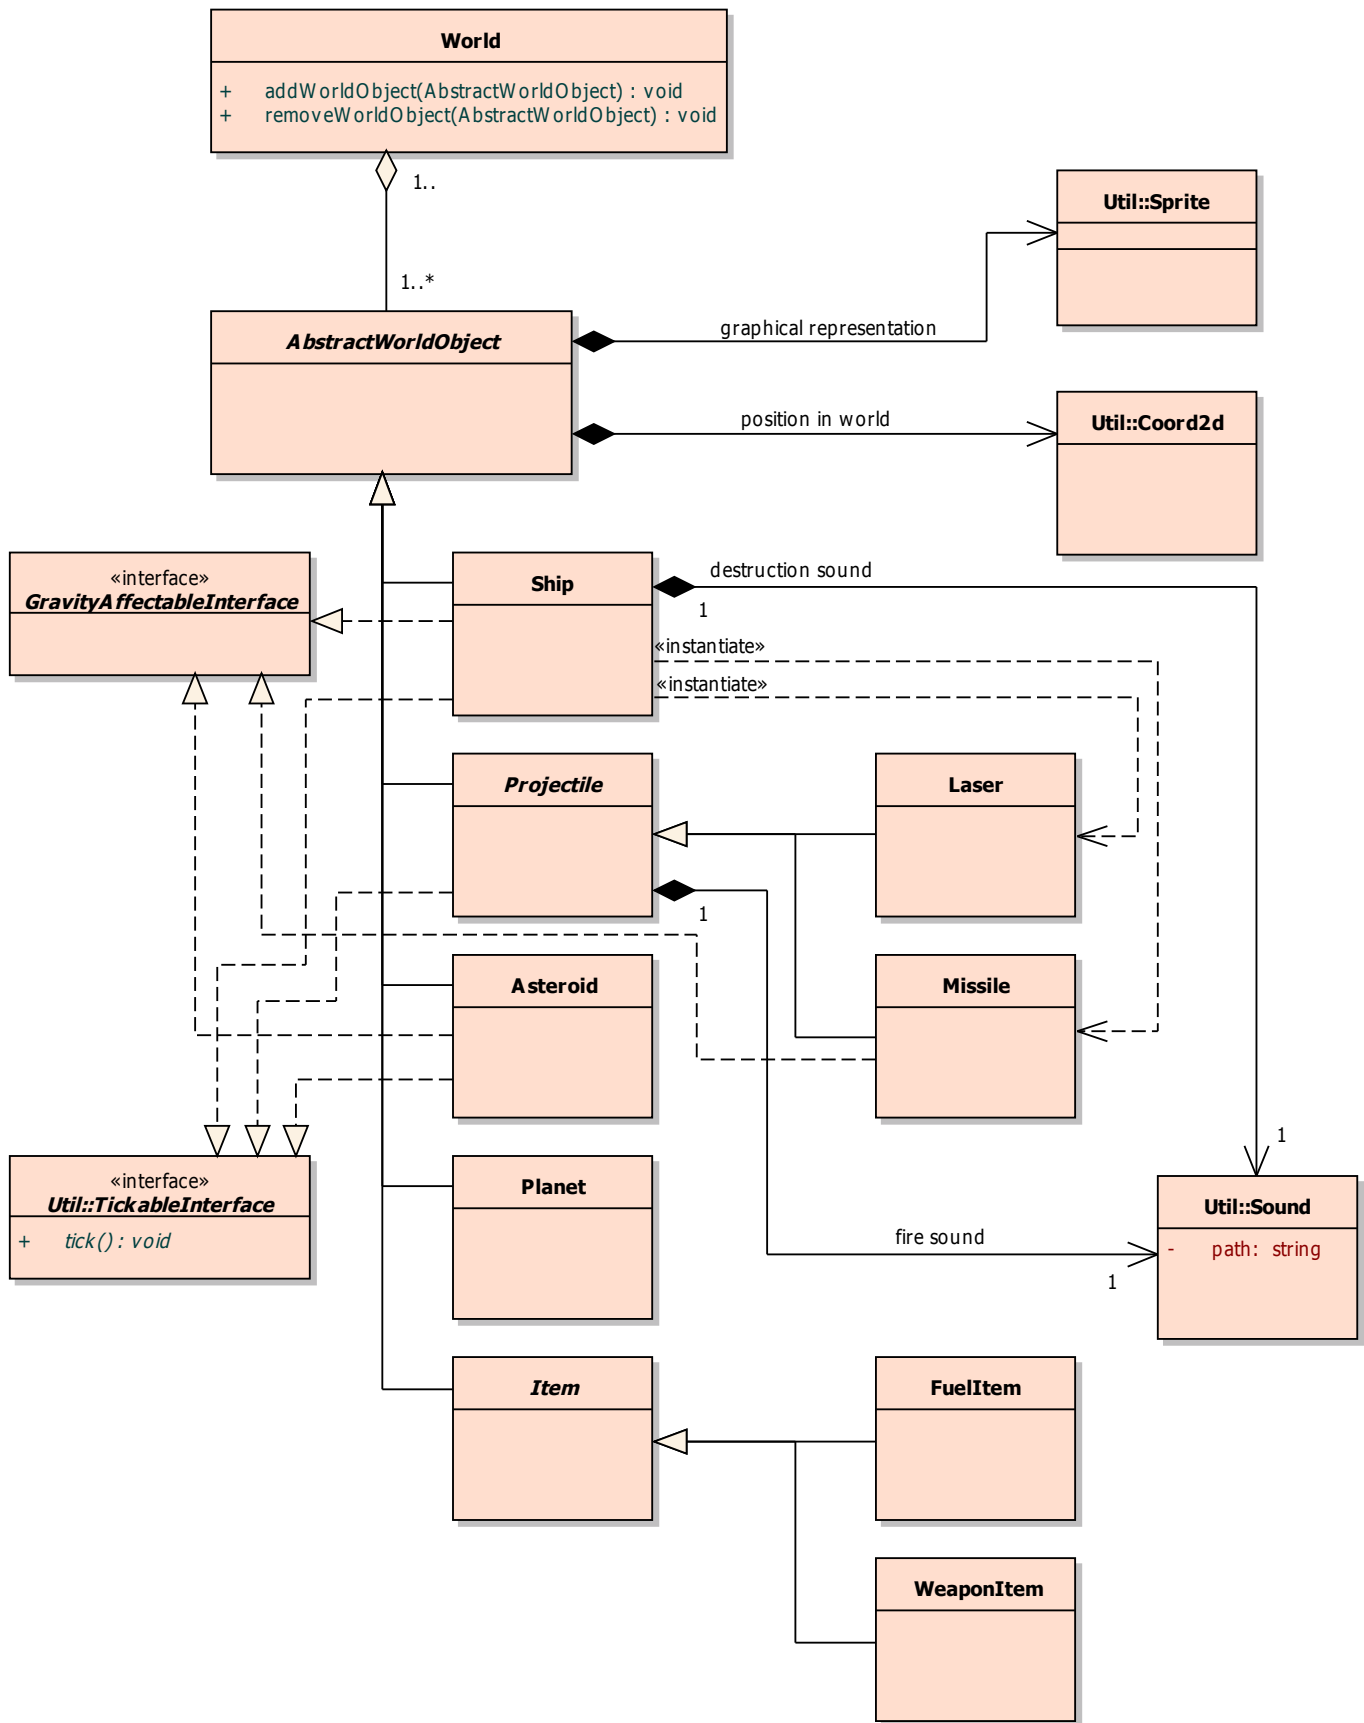 World
+ addWorldObject(AbstractWorldObject) : void
+ removeWorldObject(AbstractWorldObject) : void
1..
Util::Sprite
1..*
AbstractWorldObject
graphical representation
position in world
Util::Coord2d
«interface»
GravityAffectableInterface
Ship
destruction sound
1
«instantiate»
«instantiate»
Projectile
Laser
1
Asteroid
Missile
1
«interface»
Util::TickableInterface
+ tick() : void
Planet
Util::Sound
- path: string
fire sound
1
Item
FuelItem
WeaponItem